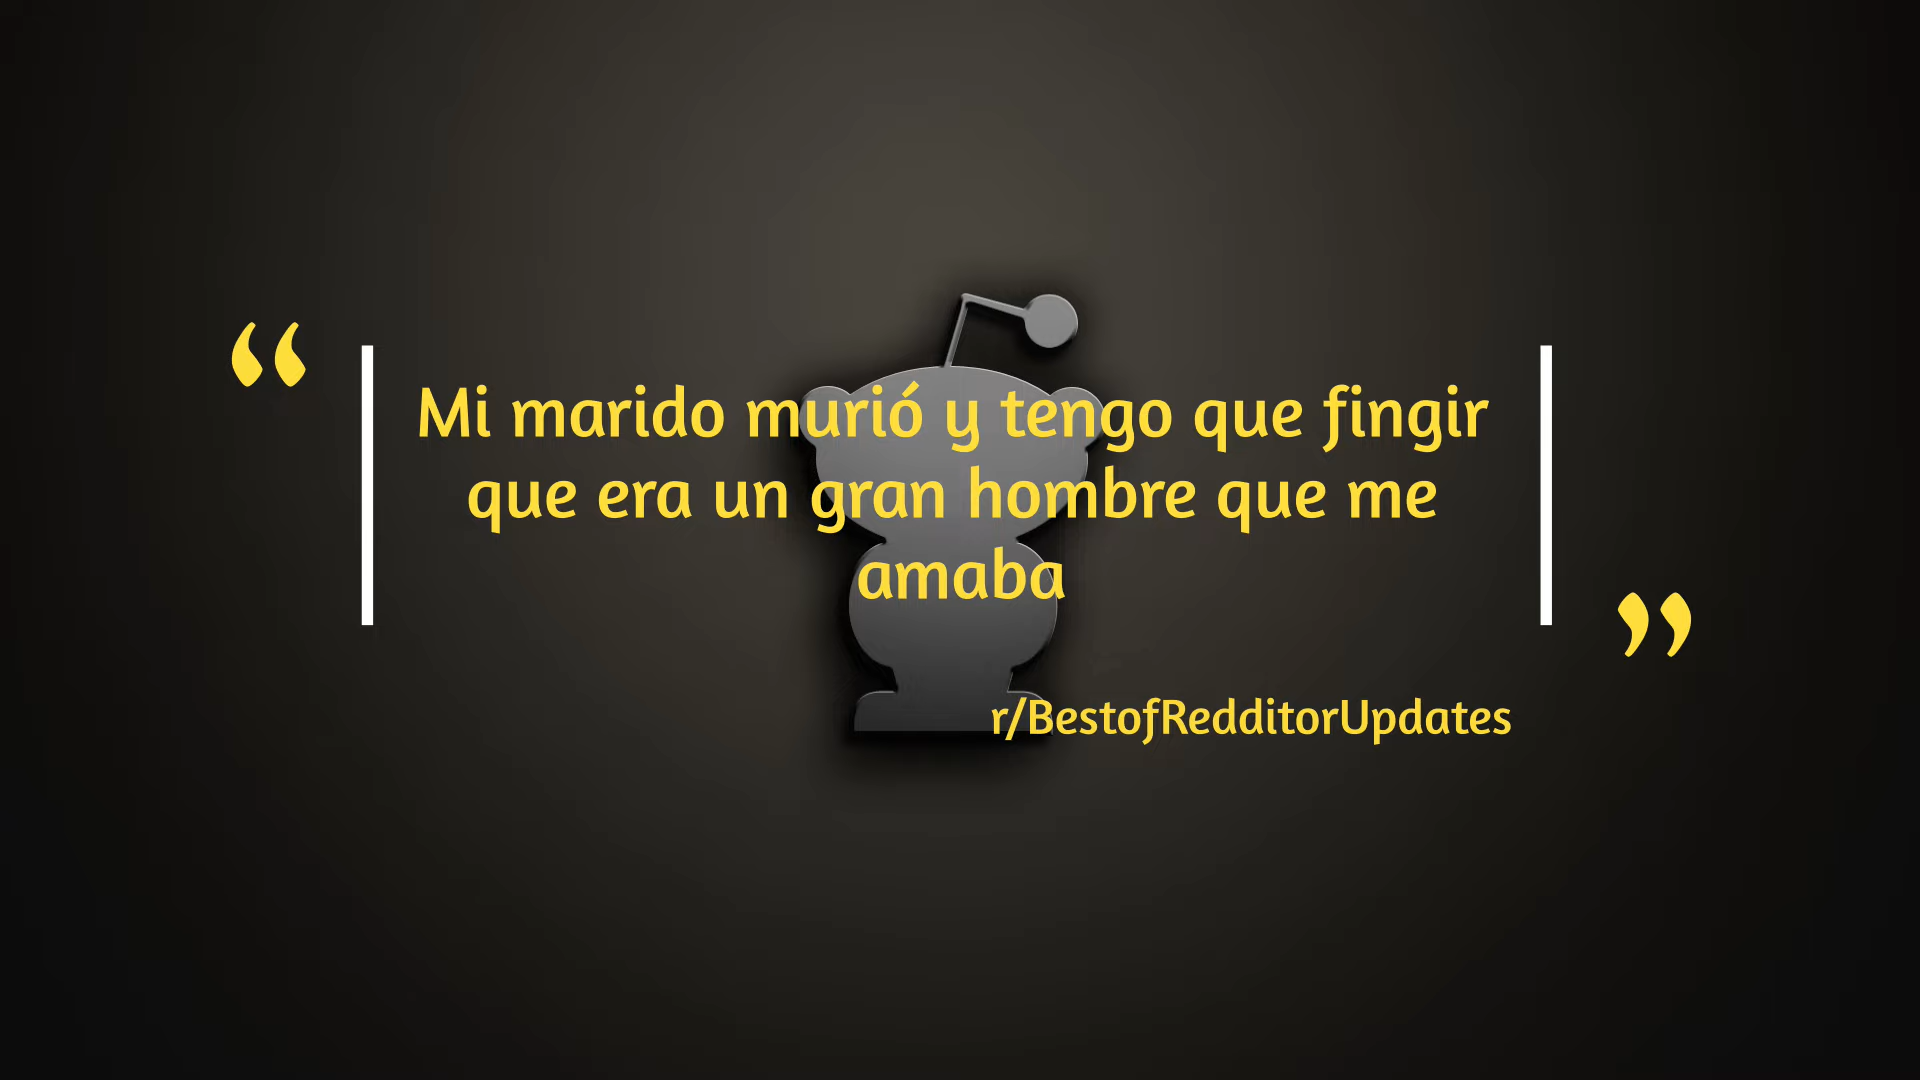 “
Mi marido murió y tengo que fingir
que era un gran hombre que me
amaba
”
r/BestofRedditorUpdates